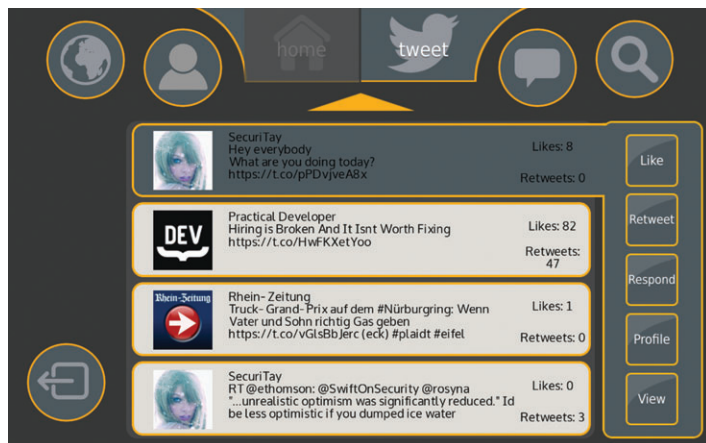 home
tweet
SecuriTay
Hey everybody
What are you doing today?
https://t.co/pPDvjveA8x
Likes: 8
Retweets: 0
DEV
Practical Developer
Hiring is Broken And It Isnt Worth Fixing
https://t.co/HwFKXetYoo
Likes: 82
Retweets:
47
Rhein-Zeitung
Rhein- Zeitung
Truck- Grand- Prix auf dem #Nürburgring: Wenn
Vater und Sohn richtig Gas geben
https://t.co/vGlsBbJerc (eck) #plaidt #eifel
Likes: 1
Retweets: 0
SecuriTay
RT @ethomson: @SwiftOnSecurity @rosyna
"...unrealistic optimism was significantly reduced." Id
be less optimistic if you dumped ice water
Likes: 0
Retweets: 3
Like
Retweet
Respond
Profile
View